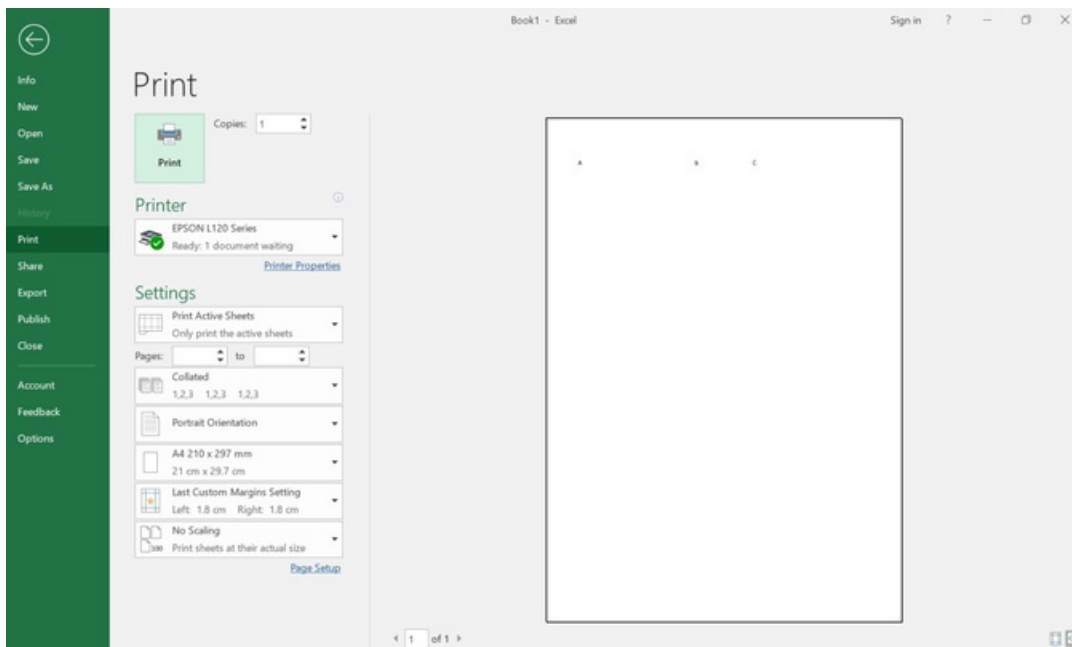 Book1 - Excel
Sign in ?
Info
New
Open
Save
Save As
History
Print
Share
Export
Publish
Close
Account
Feedback
Options
Print
Copies: 1
Print
Printer
EPSON L120 Series
Ready: 1 document waiting
Printer Properties
Settings
Print Active Sheets
Only print the active sheets
Pages: to
Collated
1,2,3 1,2,3 1,2,3
Portrait Orientation
A4 210 x 297 mm
21 cm x 29.7 cm
Last Custom Margins Setting
Left: 1.8 cm Right: 1.8 cm
No Scaling
100 Print sheets at their actual size
Page Setup
A B C
1 of 1